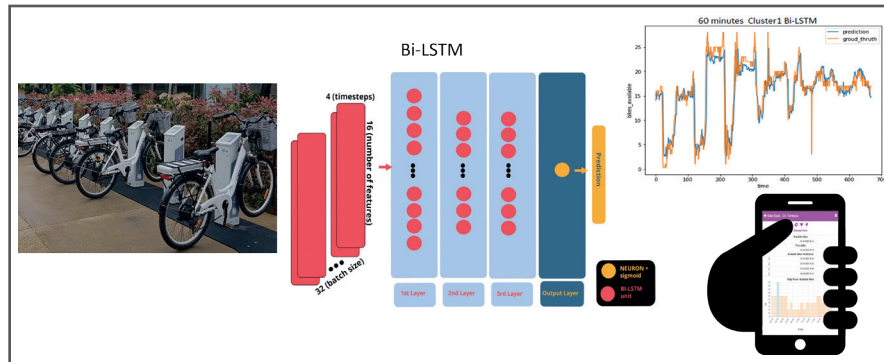 Bi-LSTM
4 (timesteps)
16 (number of features)
32 (batch size)
1st Layer
2nd Layer
3rd Layer
Output Layer
Prediction
NEURON +
sigmoid
Bi-LSTM
unit
60 minutes Cluster1 Bi-LSTM
prediction
groud_thruth
bikes_available
25
20
15
10
5
0
0
100
200
300
400
500
600
700
time